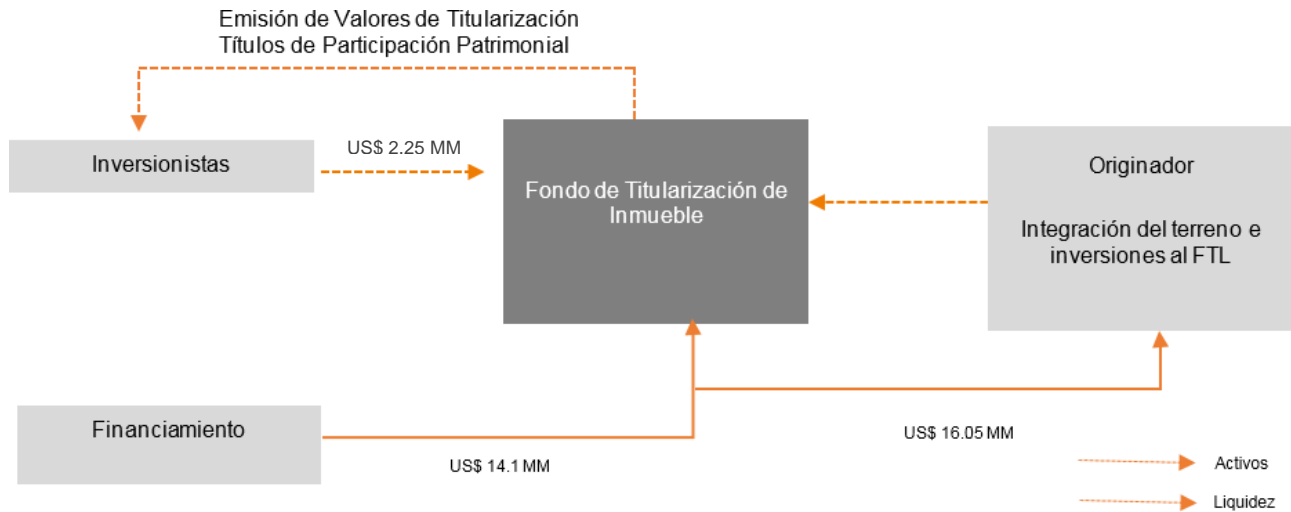 Emisión de Valores de Titularización
Títulos de Participación Patrimonial
Inversionistas
US$ 2.25 MM
Fondo de Titularización de
Inmueble
Originador
Integración del terreno e
inversiones al FTL
Financiamiento
US$ 14.1 MM
US$ 16.05 MM
Activos
Liquidez